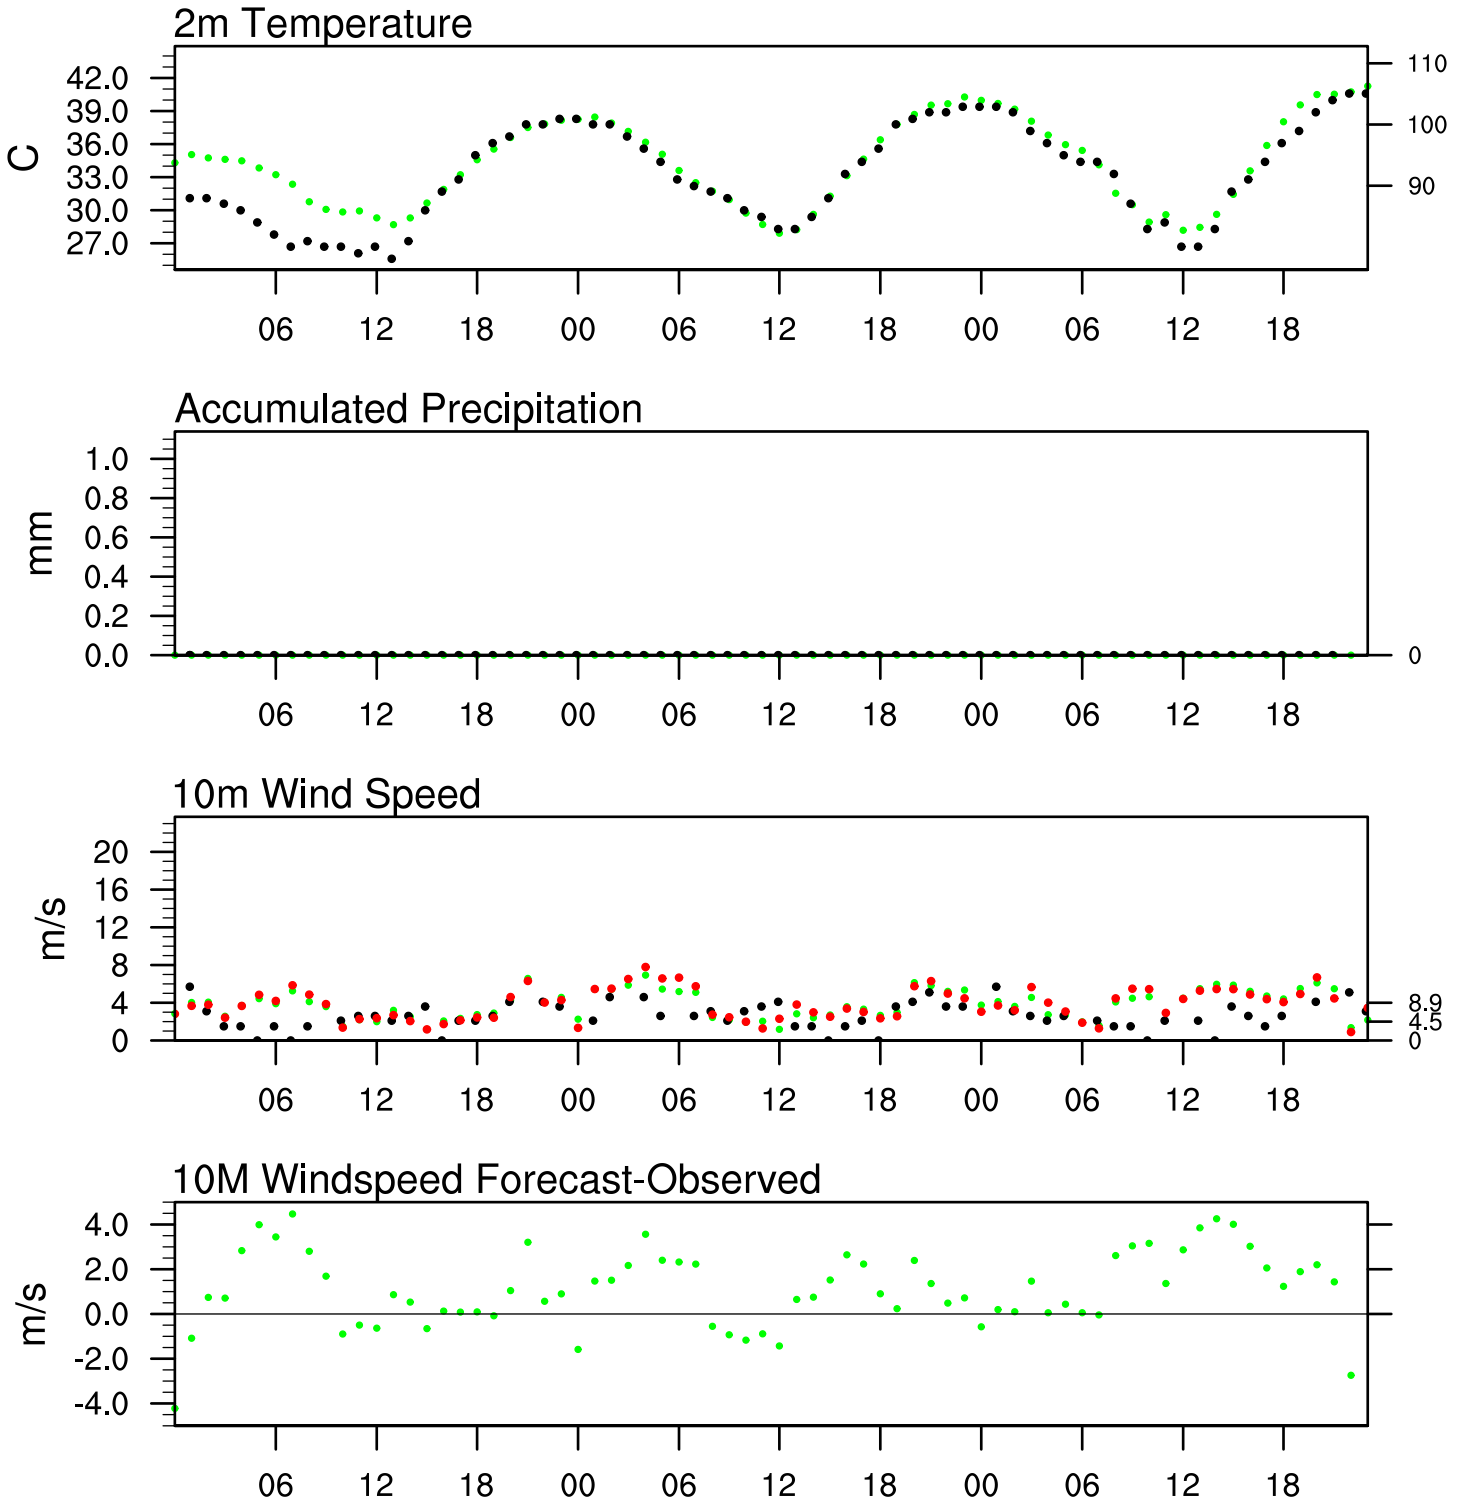 2m Temperature
C
42.0
39.0
36.0
33.0
30.0
27.0
110
100
90
06 12 18 00 06 12 18 00 06 12 18
Accumulated Precipitation
mm
1.0
0.8
0.6
0.4
0.2
0.0
0
06 12 18 00 06 12 18 00 06 12 18
10m Wind Speed
m/s
20
16
12
8
4
0
8.9
4.5
0
06 12 18 00 06 12 18 00 06 12 18
10M Windspeed Forecast-Observed
m/s
4.0
2.0
0.0
-2.0
-4.0
06 12 18 00 06 12 18 00 06 12 18